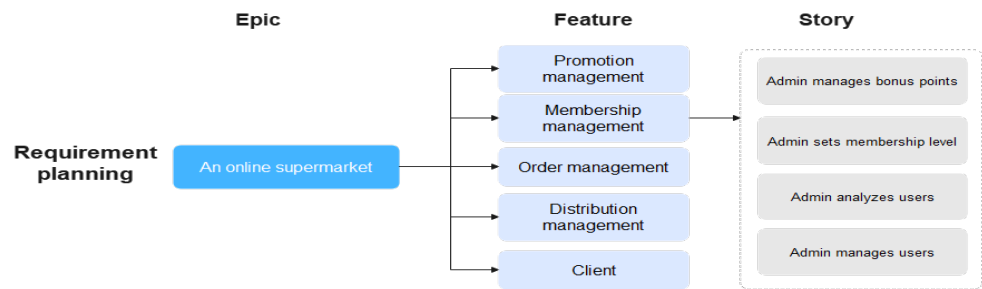 Epic
Feature
Story
Requirement
planning
An online supermarket
Promotion
management
Membership
management
Order management
Distribution
management
Client
Admin manages bonus points
Admin sets membership level
Admin analyzes users
Admin manages users